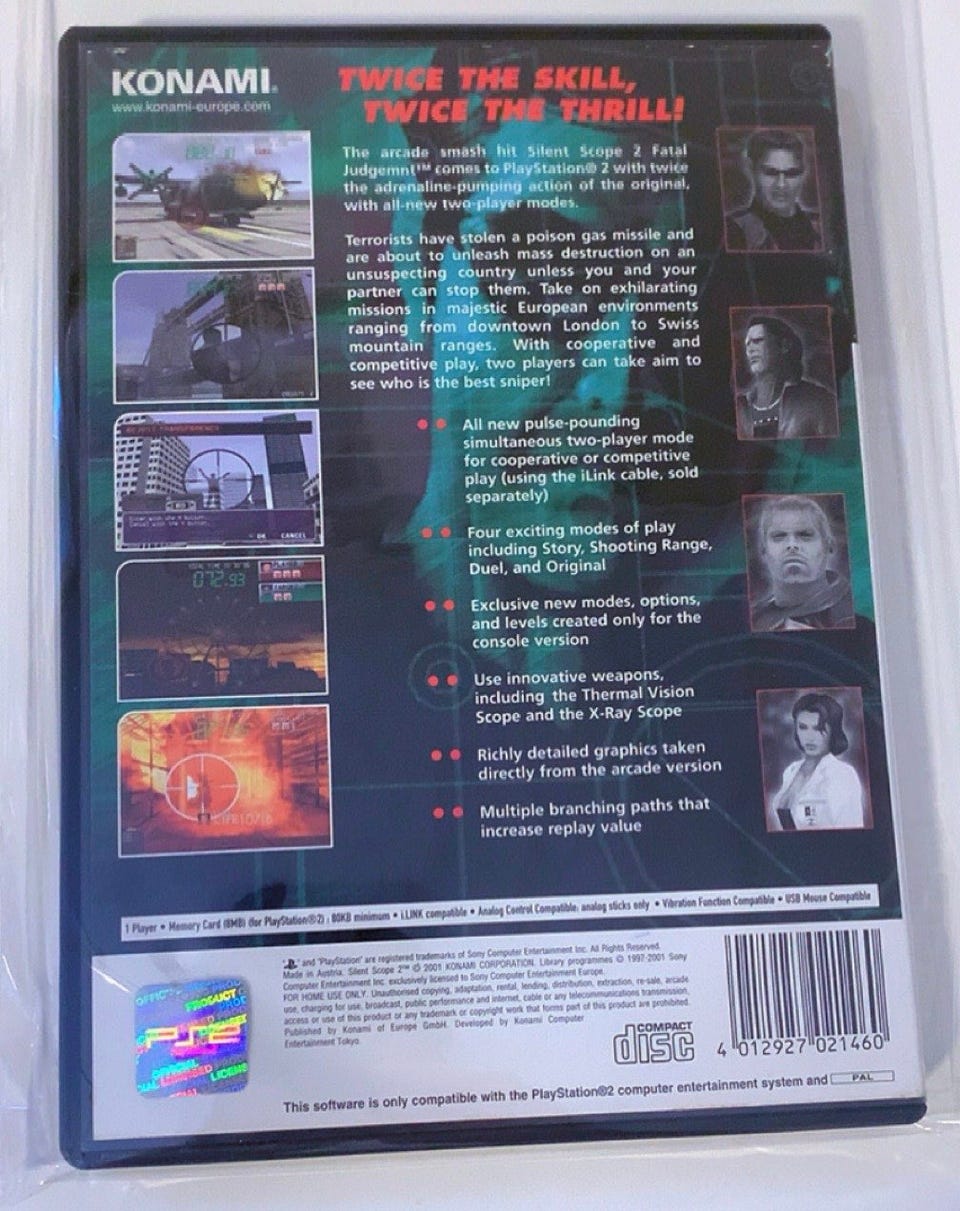 KONAMI®
www.konami-europe.com
TWICE THE SKILL,
TWICE THE THRILL!
The arcade smash hit Silent Scope 2 Fatal
Judgemnt™ comes to PlayStation® 2 with twice
the adrenaline-pumping action of the original,
with all-new two-player modes.
Terrorists have stolen a poison gas missile and
are about to unleash mass destruction on an
unsuspecting country unless you and your
partner can stop them. Take on exhilarating
missions in majestic European environments
ranging from downtown London to Swiss
mountain ranges. With cooperative and
competitive play, two players can take aim to
see who is the best sniper!
All new pulse-pounding
simultaneous two-player mode
for cooperative or competitive
play (using the iLink cable, sold
separately)
Four exciting modes of play
including Story, Shooting Range,
Duel, and Original
Exclusive new modes, options,
and levels created only for the
console version
Use innovative weapons,
including the Thermal Vision
Scope and the X-Ray Scope
Richly detailed graphics taken
directly from the arcade version
Multiple branching paths that
increase replay value
OK CANCEL
072.93
1 Player • Memory Card (8MB) (for PlayStation®2) : 80KB minimum • i.LINK compatible • Analog Control Compatible: analog sticks only • Vibration Function Compatible • USB Mouse Compatible
and "PlayStation" are registered trademarks of Sony Computer Entertainment Inc. All Rights Reserved.
Made in Austria. Silent Scope 2™ © 2001 KONAMI CORPORATION. Library programmes © 1997-2001 Sony
Computer Entertainment Inc. exclusively licensed to Sony Computer Entertainment Europe.
FOR HOME USE ONLY. Unauthorised copying, adaptation, rental, lending, distribution, extraction, re-sale, arcade
use, charging for use, broadcast, public performance and internet, cable or any telecommunications transmission,
access or use of this product or any trademark or copyright work that forms part of this product are prohibited.
Published by Konami of Europe GmbH. Developed by Konami Computer
Entertainment Tokyo.
PRODUCT
PS2
OFFICIAL
COMPACT
disc
4 012927 021460
This software is only compatible with the PlayStation®2 computer entertainment system and PAL